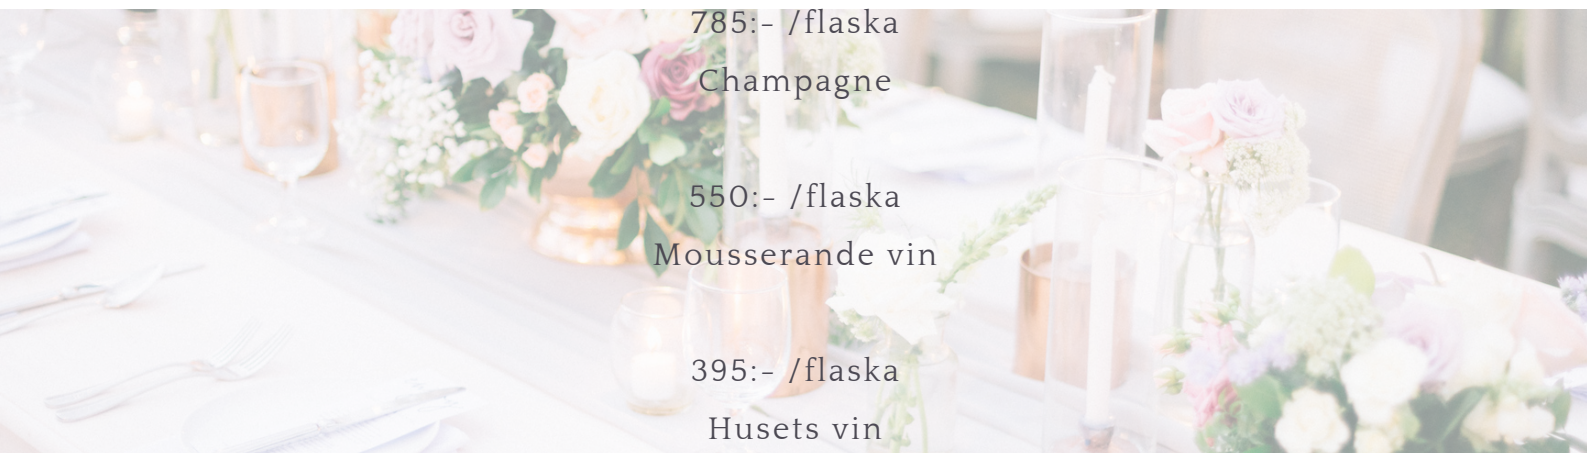 785:- /flaska
Champagne
550:- /flaska
Mousserande vin
395:- /flaska
Husets vin